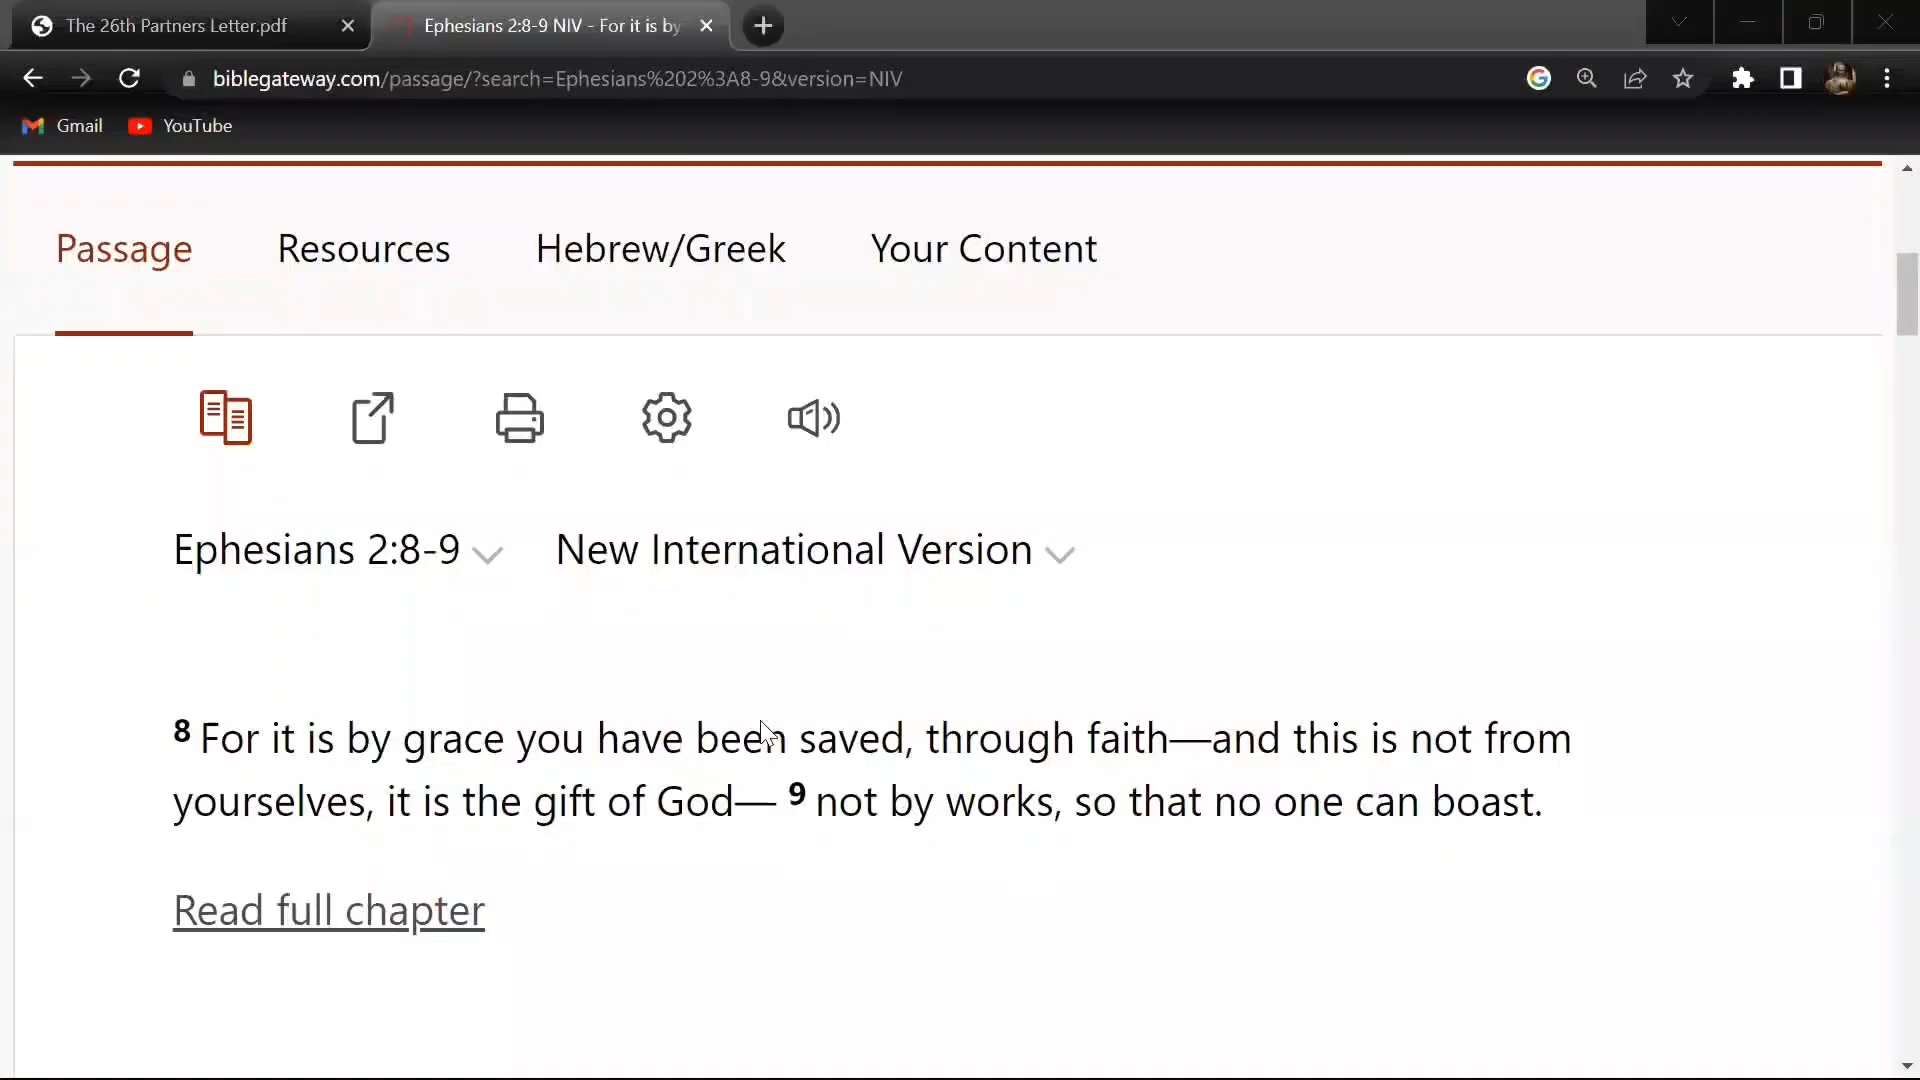 The 26th Partners Letter.pdf
Ephesians 2:8-9 NIV - For it is by
biblegateway.com/passage/?search=Ephesians%202%3A8-9&version=NIV
Gmail YouTube
Passage Resources Hebrew/Greek Your Content
Ephesians 2:8-9 New International Version
8 For it is by grace you have been saved, through faith—and this is not from
yourselves, it is the gift of God— 9 not by works, so that no one can boast.
Read full chapter